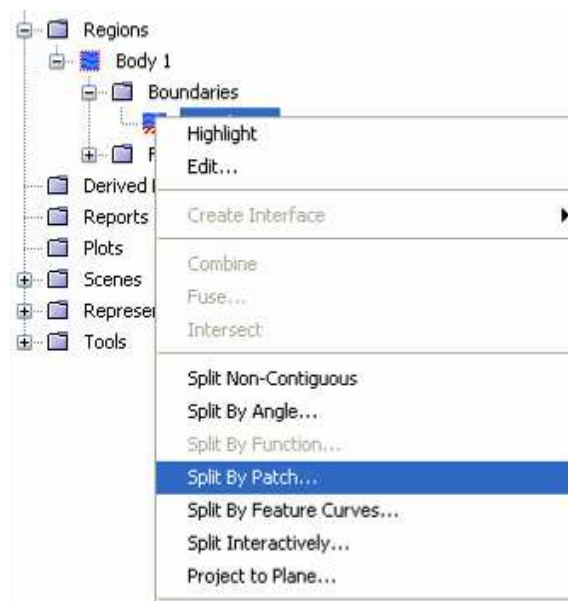 Regions
Body 1
Boundaries
Highlight
Edit...
Derived
Create Interface
Reports
Plots
Combine
Scenes
Fuse...
Intersect
Tools
Split Non-Contiguous
Split By Angle...
Split By Function...
Split By Patch...
Split By Feature Curves...
Split Interactively...
Project to Plane...